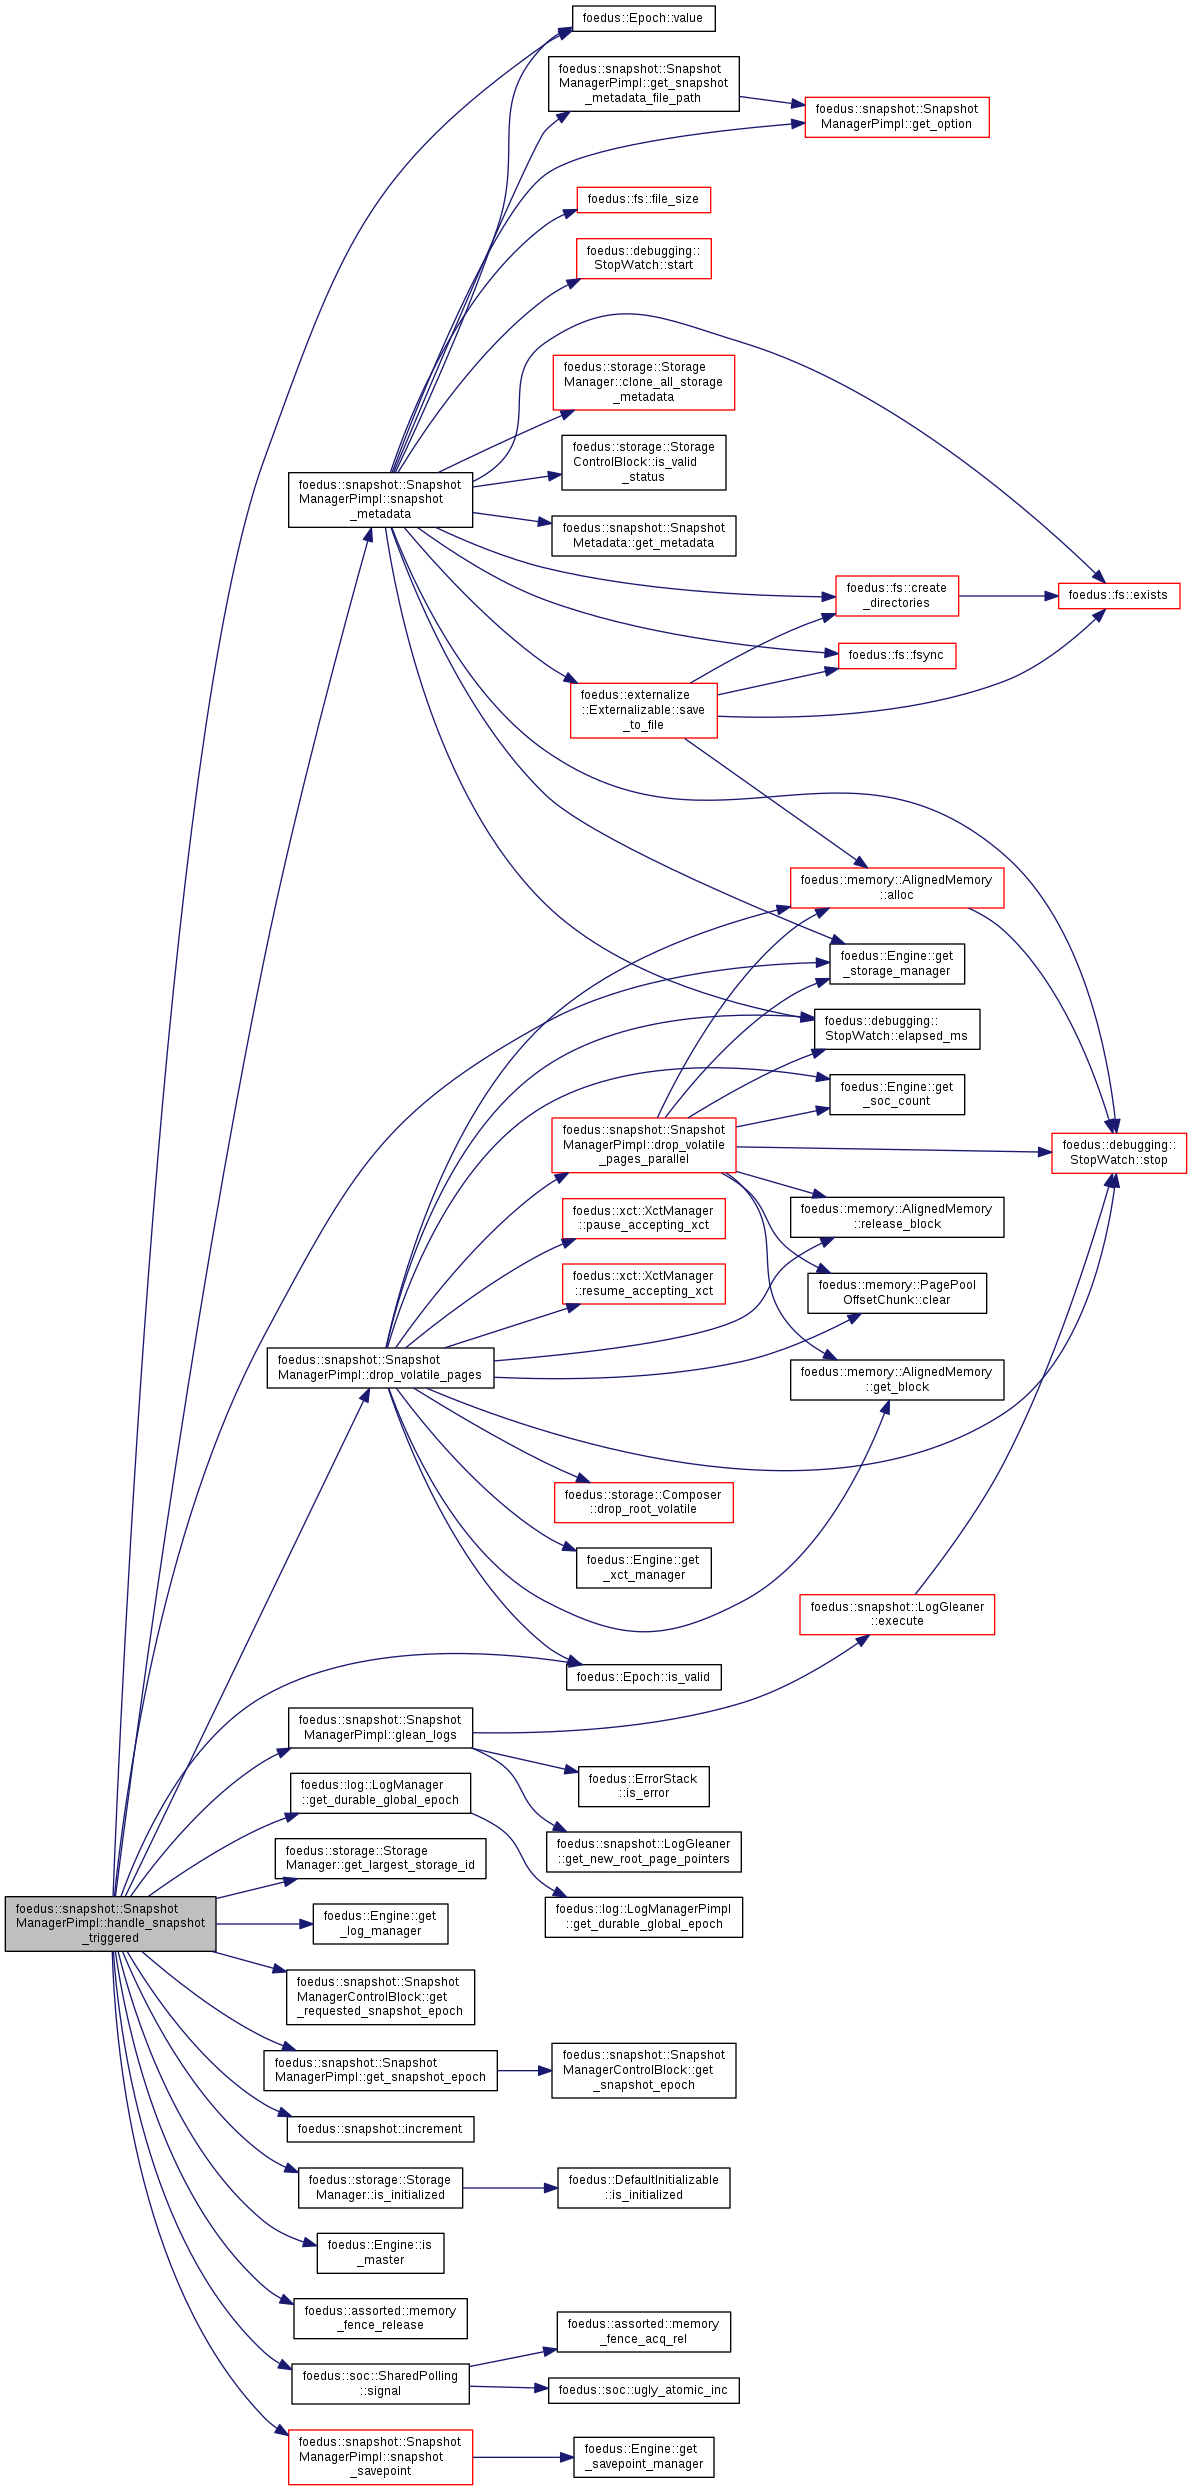 foedus::Epoch::value
foedus::snapshot::Snapshot
ManagerPimpl::get_snapshot
_metadata_file_path
foedus::snapshot::Snapshot
ManagerPimpl::get_option
foedus::fs::file_size
foedus::debugging::
StopWatch::start
foedus::storage::Storage
Manager::clone_all_storage
_metadata
foedus::storage::Storage
ControlBlock::is_valid
_status
foedus::snapshot::Snapshot
ManagerPimpl::snapshot
_metadata
foedus::snapshot::Snapshot
Metadata::get_metadata
foedus::fs::create
_directories
foedus::fs::exists
foedus::fs::fsync
foedus::externalize
::Externalizable::save
_to_file
foedus::memory::AlignedMemory
::alloc
foedus::Engine::get
_storage_manager
foedus::debugging::
StopWatch::elapsed_ms
foedus::Engine::get
_soc_count
foedus::snapshot::Snapshot
ManagerPimpl::drop_volatile
_pages_parallel
foedus::debugging::
StopWatch::stop
foedus::xct::XctManager
::pause_accepting_xct
foedus::memory::AlignedMemory
::release_block
foedus::xct::XctManager
::resume_accepting_xct
foedus::memory::PagePool
OffsetChunk::clear
foedus::snapshot::Snapshot
ManagerPimpl::drop_volatile_pages
foedus::memory::AlignedMemory
::get_block
foedus::storage::Composer
::drop_root_volatile
foedus::Engine::get
_xct_manager
foedus::snapshot::LogGleaner
::execute
foedus::Epoch::is_valid
foedus::snapshot::Snapshot
ManagerPimpl::glean_logs
foedus::ErrorStack
::is_error
foedus::log::LogManager
::get_durable_global_epoch
foedus::snapshot::LogGleaner
::get_new_root_page_pointers
foedus::storage::Storage
Manager::get_largest_storage_id
foedus::log::LogManagerPimpl
::get_durable_global_epoch
foedus::snapshot::Snapshot
ManagerPimpl::handle_snapshot
_triggered
foedus::Engine::get
_log_manager
foedus::snapshot::Snapshot
ManagerControlBlock::get
_requested_snapshot_epoch
foedus::snapshot::Snapshot
ManagerPimpl::get_snapshot_epoch
foedus::snapshot::Snapshot
ManagerControlBlock::get
_snapshot_epoch
foedus::snapshot::increment
foedus::storage::Storage
Manager::is_initialized
foedus::DefaultInitializable
::is_initialized
foedus::Engine::is
_master
foedus::assorted::memory
_fence_release
foedus::assorted::memory
_fence_acq_rel
foedus::soc::SharedPolling
::signal
foedus::soc::ugly_atomic_inc
foedus::snapshot::Snapshot
ManagerPimpl::snapshot
_savepoint
foedus::Engine::get
_savepoint_manager